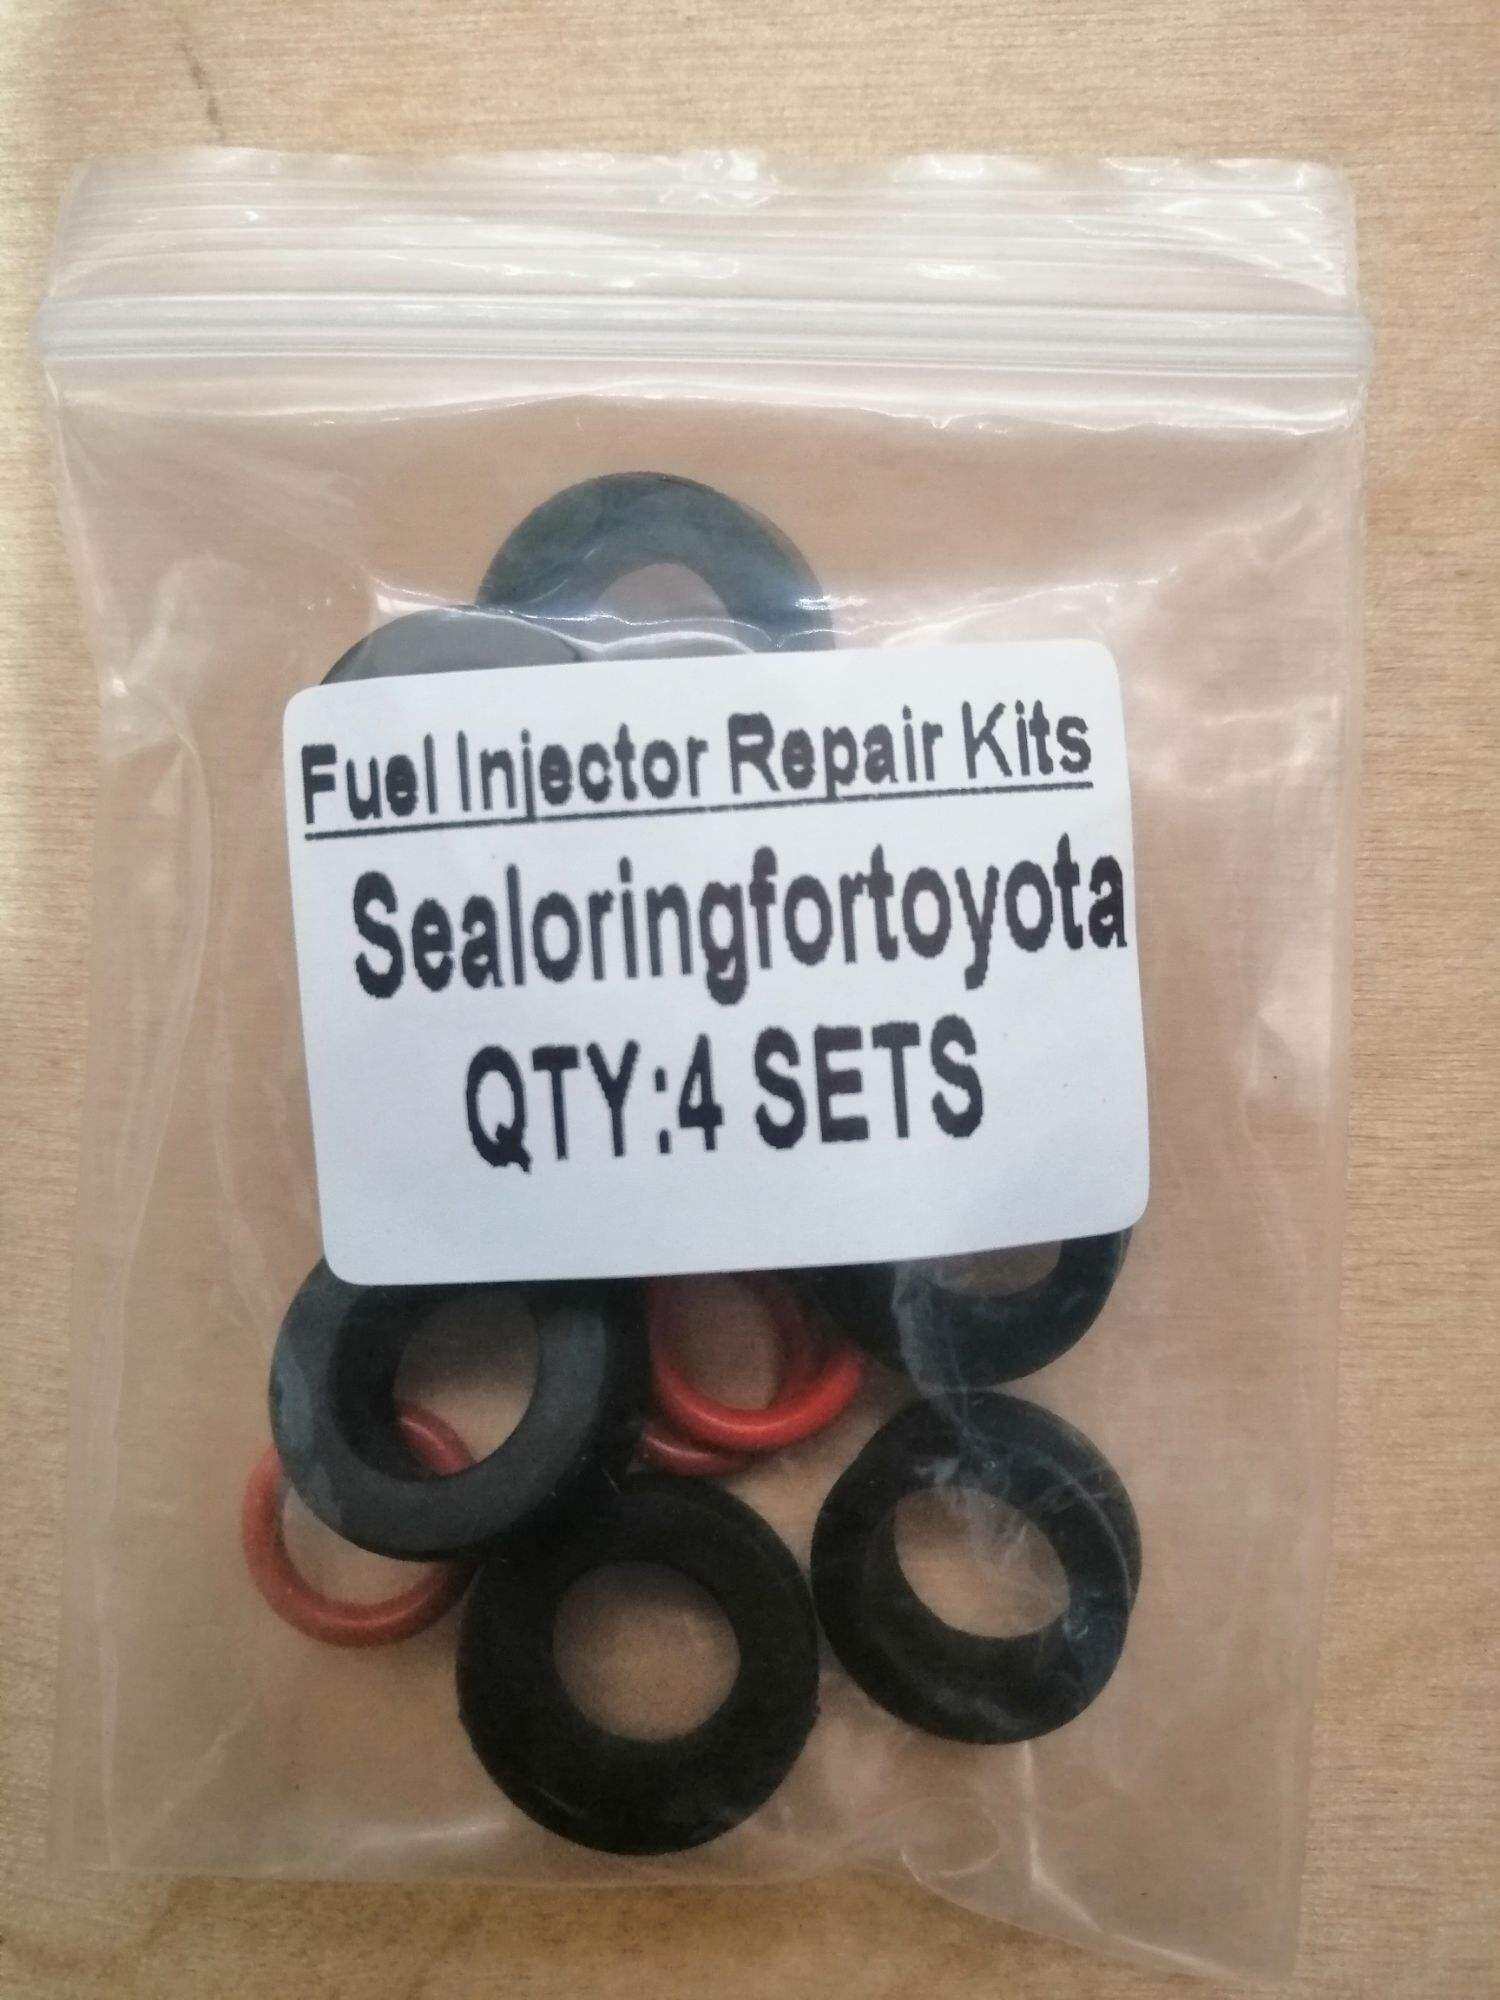 Fuel Injector Repair Kits
Sealoringfortoyota
QTY:4 SETS